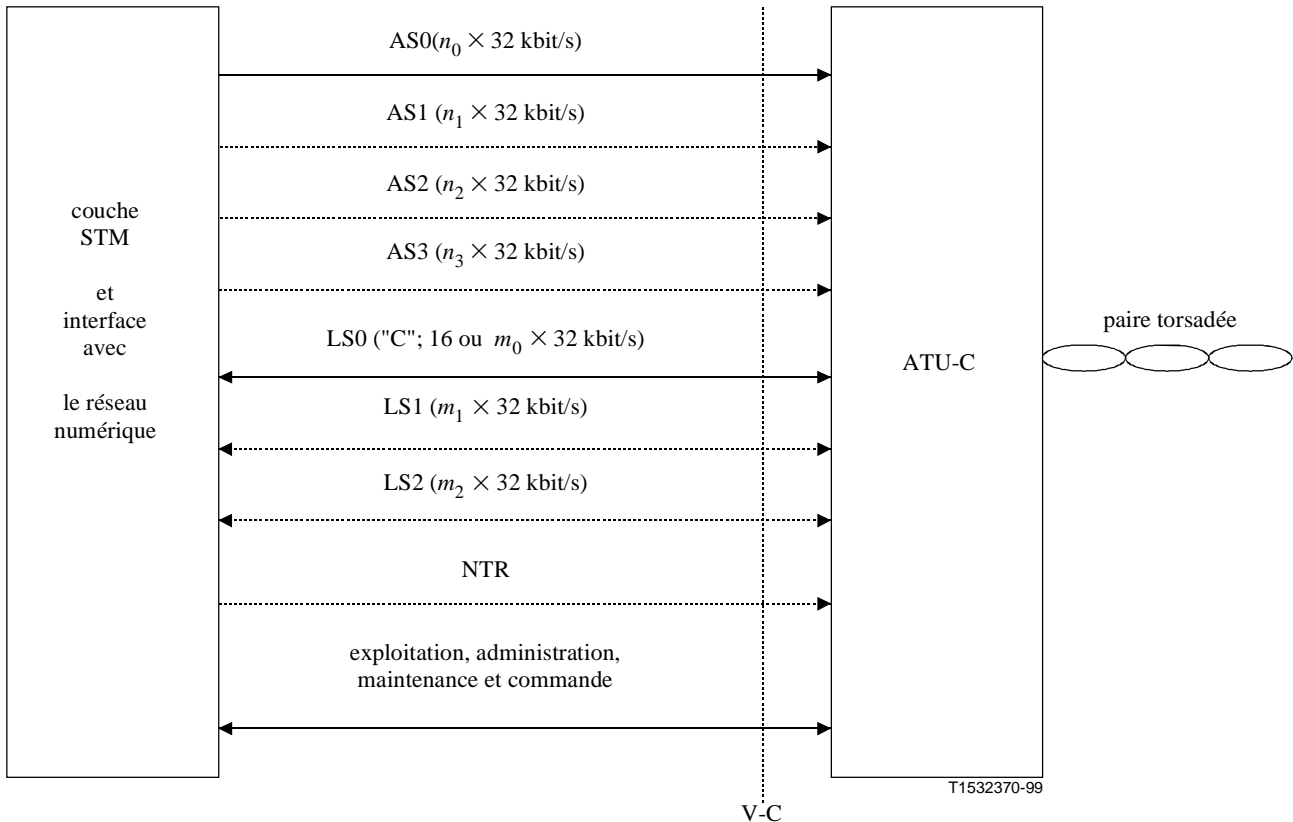 AS0(n0 × 32 kbit/s)
AS1 (n1 × 32 kbit/s)
AS2 (n2 × 32 kbit/s)
AS3 (n3 × 32 kbit/s)
LS0 ("C"; 16 ou m0 × 32 kbit/s)
LS1 (m1 × 32 kbit/s)
LS2 (m2 × 32 kbit/s)
NTR
exploitation, administration,
maintenance et commande
couche
STM
et
interface
avec
le réseau
numérique
ATU-C
paire torsadée
T1532370-99
V-C